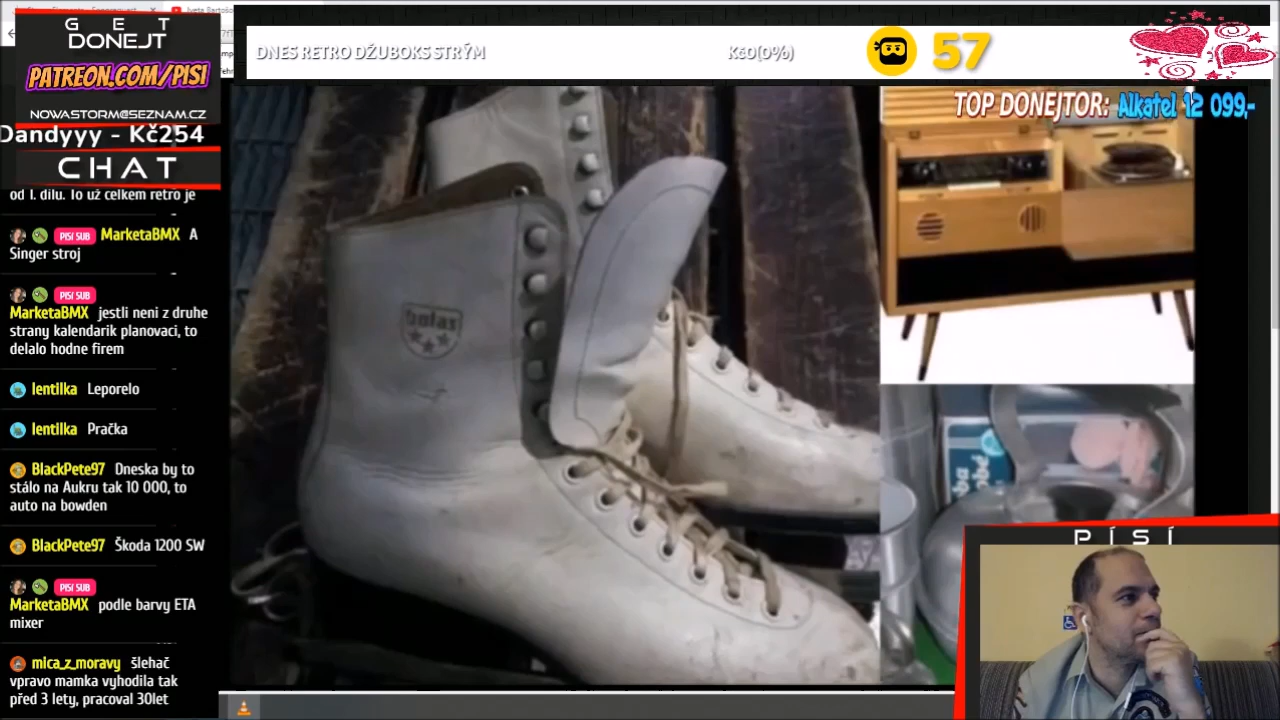 G E T
DONEJT
PATREON.COM/PISI
NOWASTORM@SEZNAM.CZ
Dandyyy - Kč254
CHAT
DNES RETRO DŽUBOKS STRÝM
Kč0(0%)
57
TOP DONEJTOR: Alkatel 12 099,-
od 1. dílu. To už celkem retro je
PISI SUB MarketaBMX A
Singer stroj
PISI SUB
MarketaBMX jestli neni z druhe
strany kalendarik planovaci, to
delalo hodne firem
lentilka Leporelo
lentilka Pračka
BlackPete97 Dneska by to
stálo na Aukru tak 10 000, to
auto na bowden
BlackPete97 Škoda 1200 SW
PISI SUB
MarketaBMX podle barvy ETA
mixer
mlca_z_moravy šlehač
vpravo mamka vyhodila tak
před 3 lety, pracoval 30let
botas
PÍSÍ